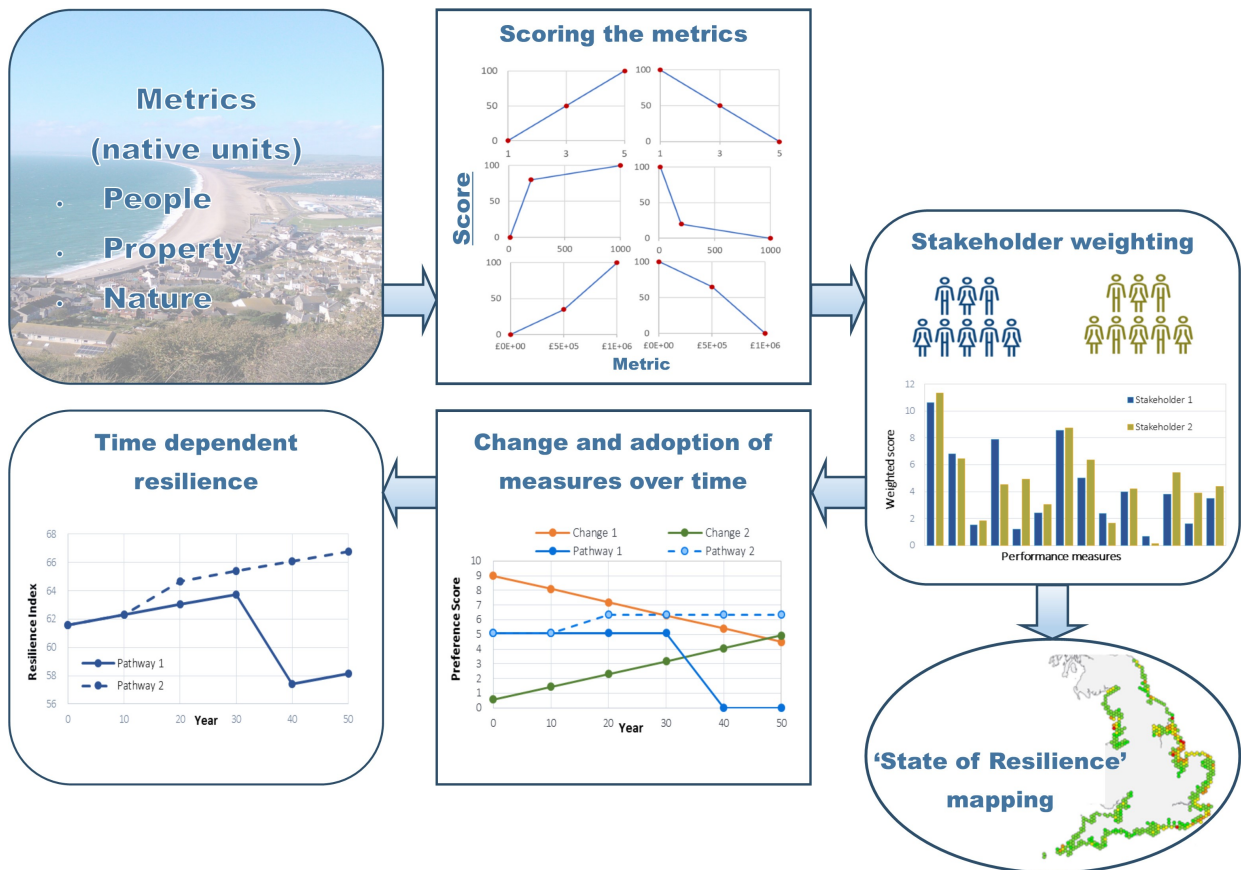 Metrics
(native units)
• People
• Property
• Nature
Scoring the metrics
Score
100
50
0
1
3
5
100
50
0
1
3
5
100
50
0
0
500
1000
100
50
0
0
500
1000
100
50
0
£0E+00
£5E+05
£1E+06
100
50
0
£0E+00
£5E+05
£1E+06
Metric
Stakeholder weighting
Weighted score
12
10
8
6
4
2
0
Stakeholder 1
Stakeholder 2
Performance measures
Time dependent
resilience
Resilience Index
68
66
64
62
60
58
56
Pathway 1
Pathway 2
0
10
20
30
40
50
Year
Change and adoption of
measures over time
Change 1
Change 2
Pathway 1
Pathway 2
Preference Score
10
9
8
7
6
5
4
3
2
1
0
0
10
20
30
40
50
Year
‘State of Resilience’
mapping